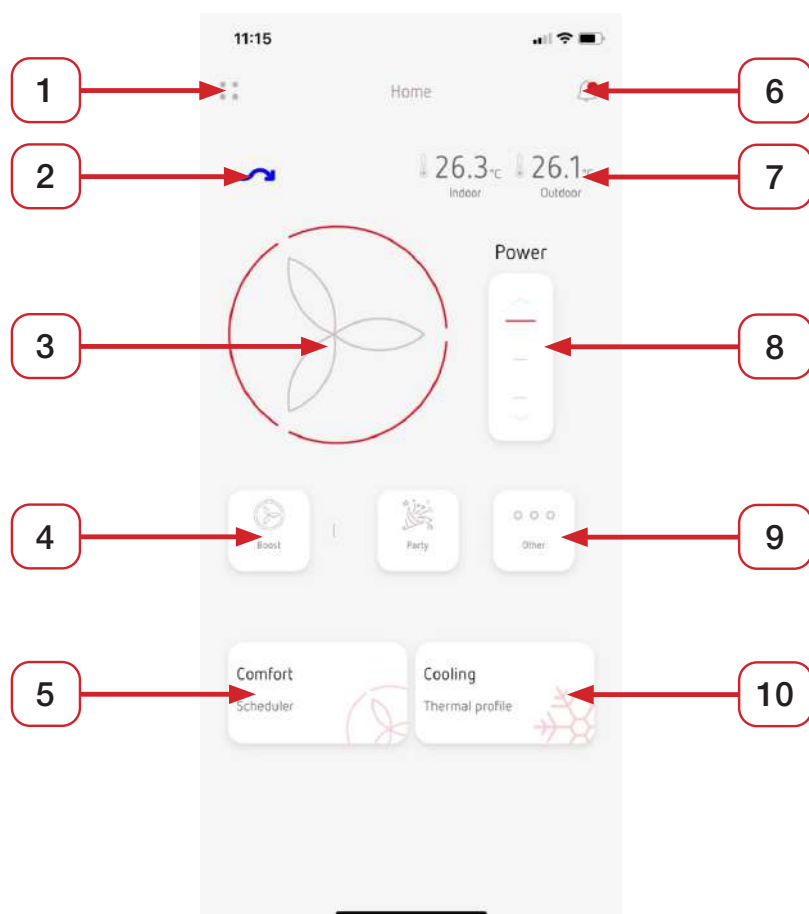 11:15
1
Home
6
2
26.3 °C
26.1 °C
7
Indoor
Outdoor
Power
3
8
4
Boost
Party
Other
9
Comfort
Cooling
5
Scheduler
Thermal profile
10